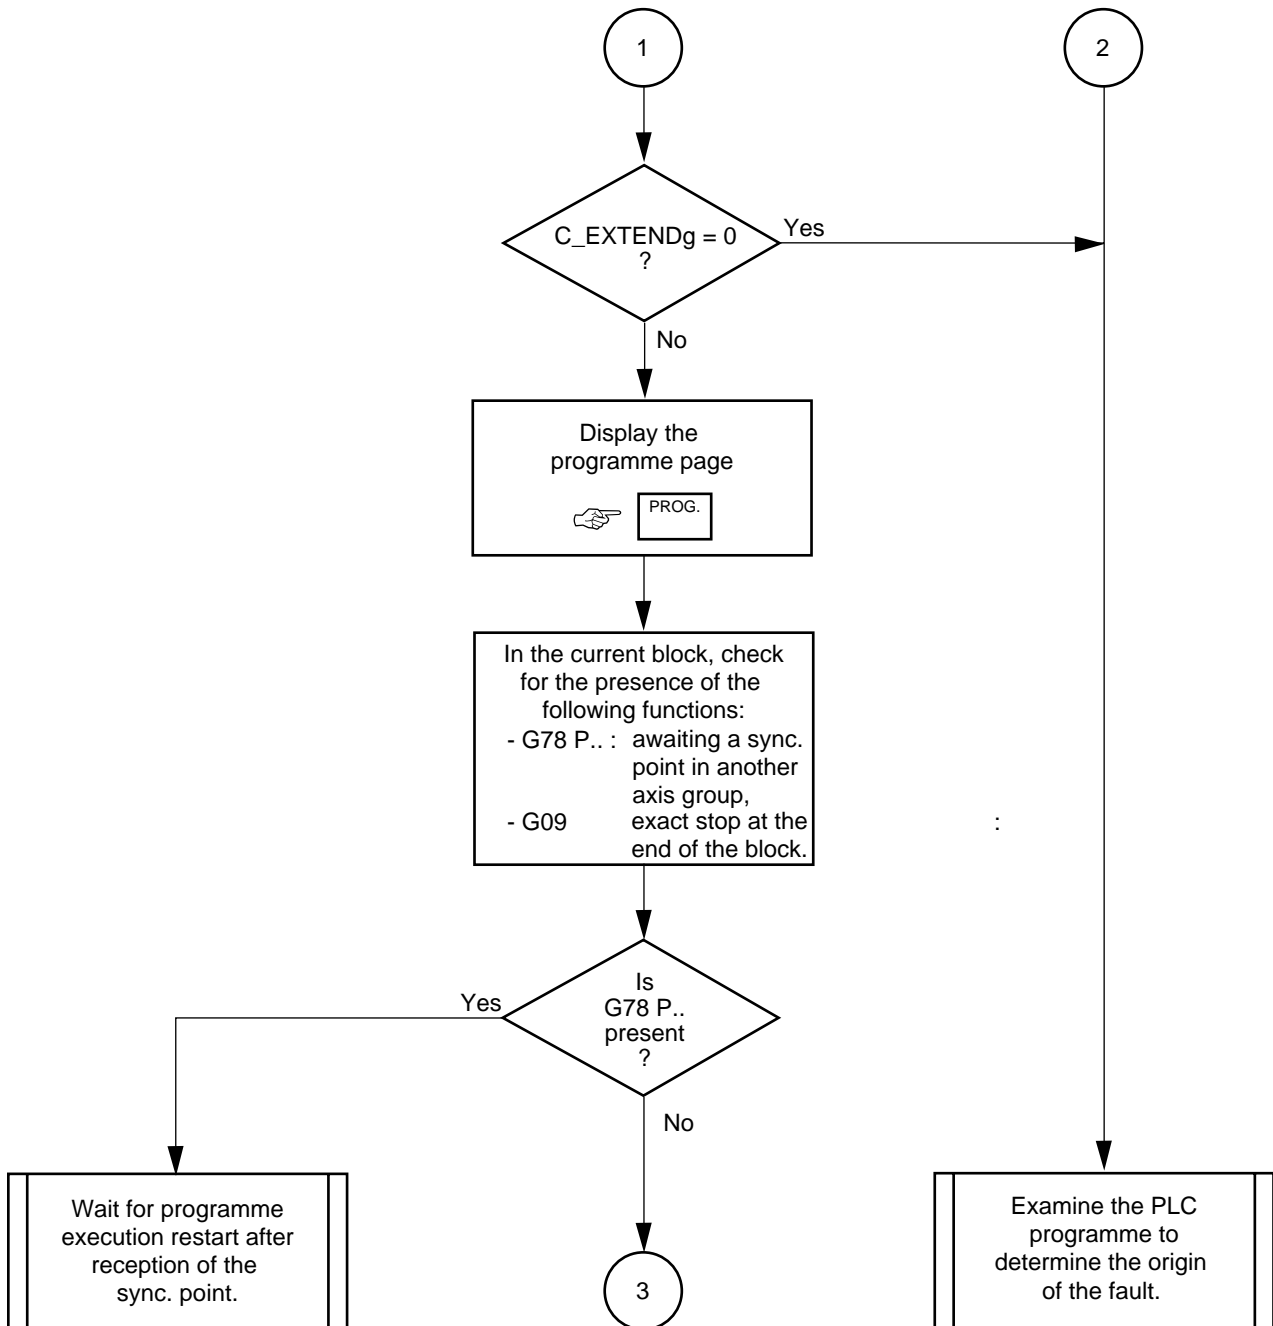 1
2
C_EXTENDg = 0
?
Yes
No
Display the
programme page
PROG.
In the current block, check
for the presence of the
following functions:
- G78 P.. : awaiting a sync.
point in another
axis group,
- G09 exact stop at the :
end of the block.
Is
G78 P..
present
?
Yes
No
Wait for programme
execution restart after
reception of the
sync. point.
3
Examine the PLC
programme to
determine the origin
of the fault.